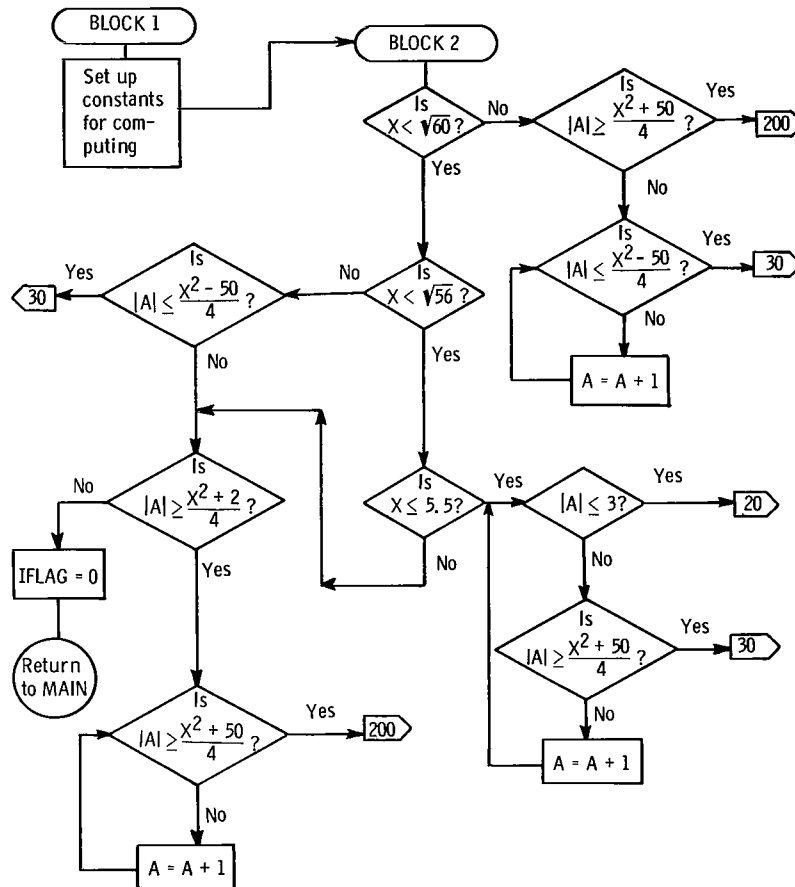 BLOCK 1
Set up
constants
for com-
puting
BLOCK 2
Is
X < √60 ?
No
Yes
Is
|A| ≥ X² + 50 / 4 ?
Yes
200
No
Is
|A| ≤ X² - 50 / 4 ?
Yes
30
No
A = A + 1
Is
X < √56 ?
No
Yes
Is
|A| ≤ X² - 50 / 4 ?
Yes
30
No
Is
|A| ≥ X² + 2 / 4 ?
No
Yes
IFLAG = 0
Return
to MAIN
Is
|A| ≥ X² + 50 / 4 ?
Yes
200
No
A = A + 1
Is
X ≤ 5.5?
Yes
No
|A| ≤ 3?
Yes
20
No
Is
|A| ≥ X² + 50 / 4 ?
Yes
30
No
A = A + 1